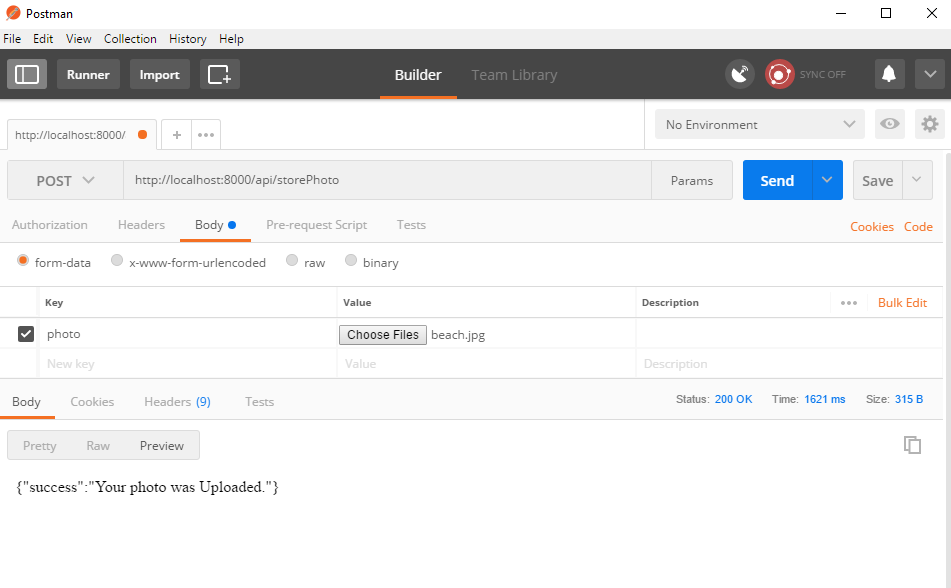 Postman
File Edit View Collection History Help
Runner Import Builder Team Library SYNC OFF
http://localhost:8000/ + ••• No Environment
POST http://localhost:8000/api/storePhoto Params Send Save
Authorization Headers Body Pre-request Script Tests Cookies Code
form-data x-www-form-urlencoded raw binary
Key Value Description ••• Bulk Edit
photo Choose Files beach.jpg
New key Value Description
Body Cookies Headers (9) Tests Status: 200 OK Time: 1621 ms Size: 315 B
Pretty Raw Preview
{"success":"Your photo was Uploaded."}